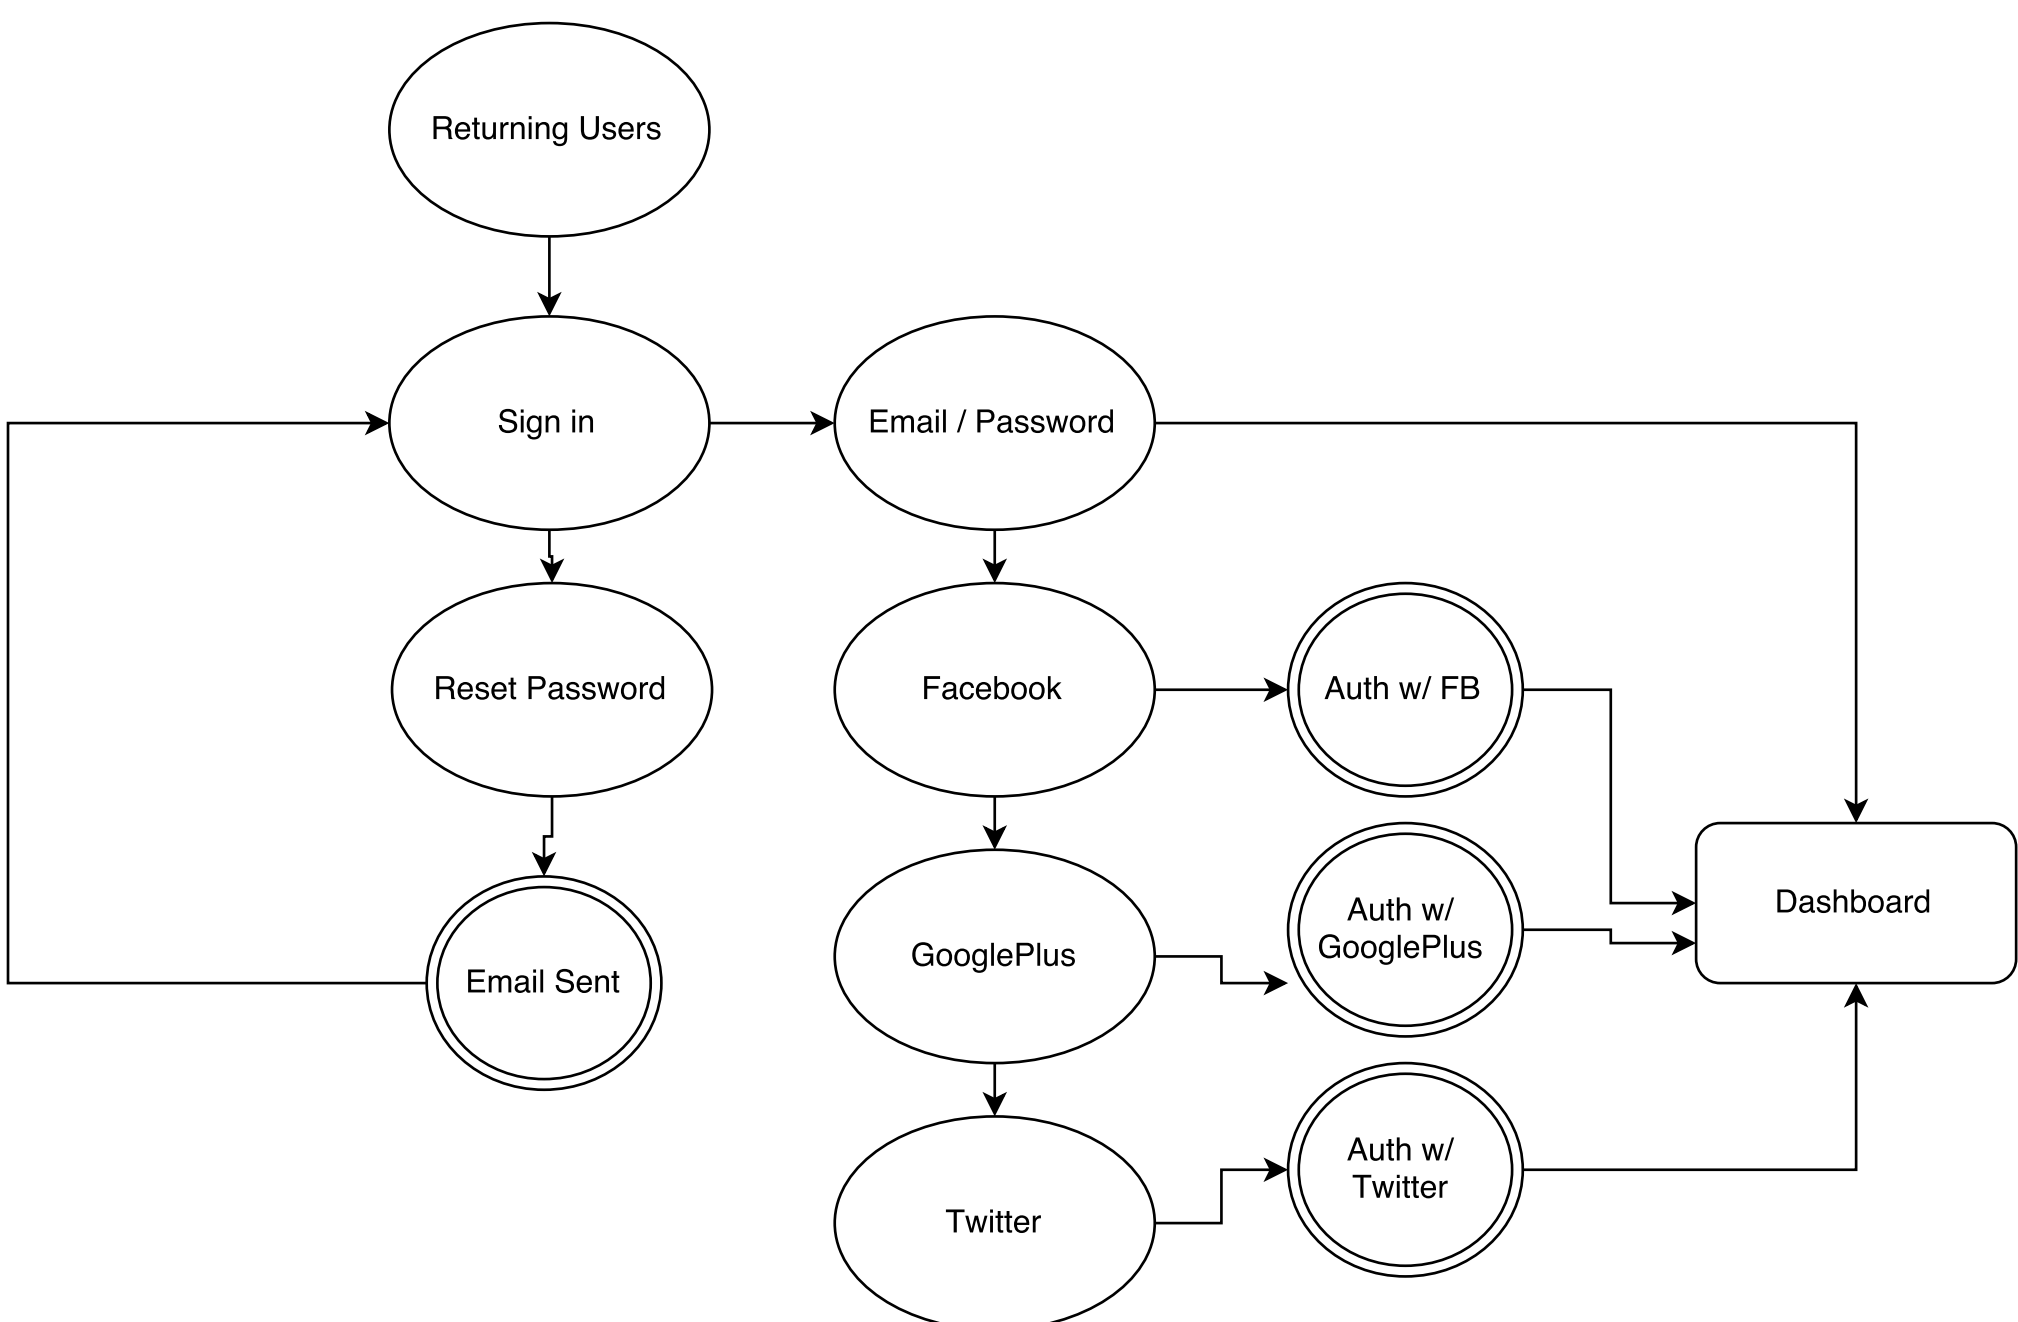 Returning Users
Sign in
Email / Password
Reset Password
Facebook
Auth w/ FB
Email Sent
GooglePlus
Auth w/
GooglePlus
Dashboard
Twitter
Auth w/
Twitter